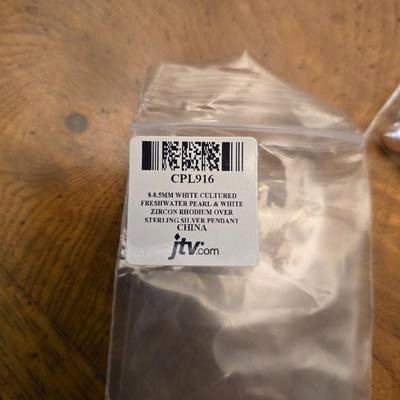 CPL916
8-8.5MM WHITE CULTURED
FRESHWATER PEARL & WHITE
ZIRCON RHODIUM OVER
STERLING SILVER PENDANT
CHINA
jtv.com